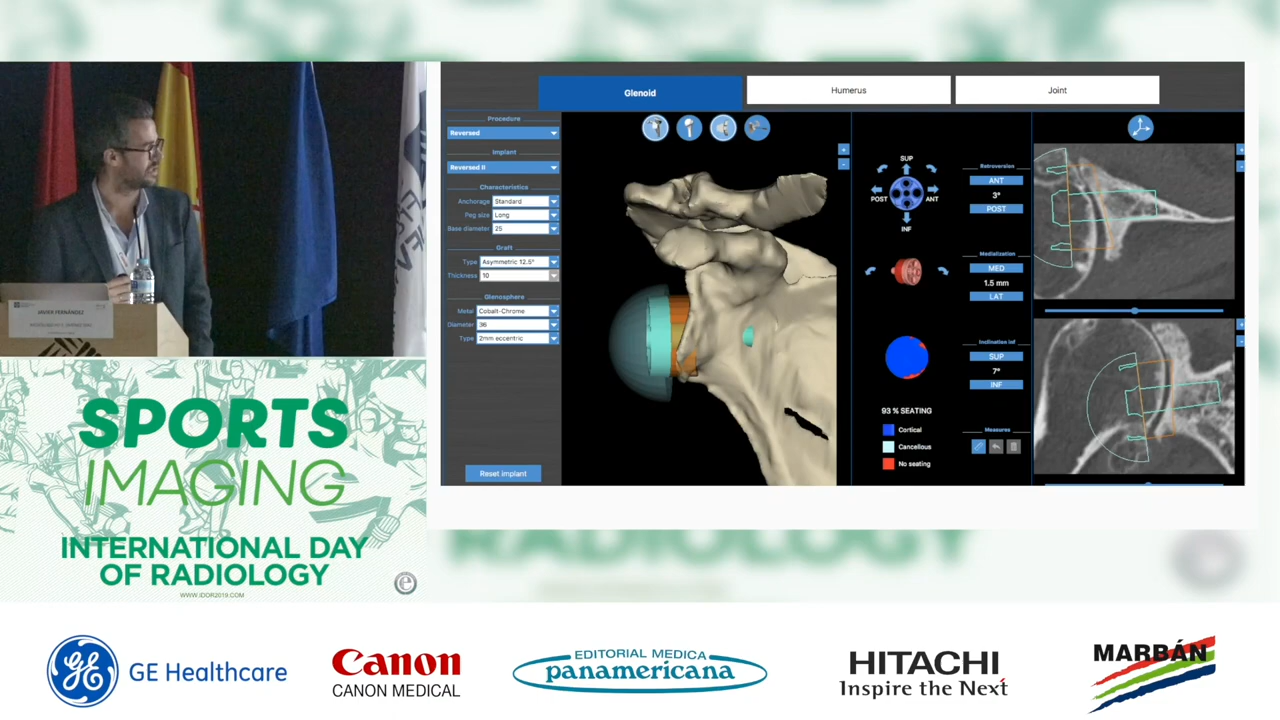 Glenoid
Humerus
Joint
Procedure
Reversed
Implant
Reversed II
Characteristics
Anchorage Standard
Peg size Long
Base diameter 25
Graft
Type Asymmetric 12.5°
Thickness 10
Glenosphere
Metal Cobalt-Chrome
Diameter 36
Type 2mm eccentric
Reset implant
SUP
POST ANT
INF
Retroversion
ANT
3°
POST
Medialization
MED
1.5 mm
LAT
Inclination inf
SUP
7°
INF
93 % SEATING
Cortical
Cancellous
No seating
Measures
JAVIER FERNÁNDEZ
SPORTS
IMAGING
INTERNATIONAL DAY
OF RADIOLOGY
WWW.IDOR2019.COM
RADIOLOGY
GE Healthcare
Canon
CANON MEDICAL
EDITORIAL MEDICA
panamericana
HITACHI
Inspire the Next
MARBÁN